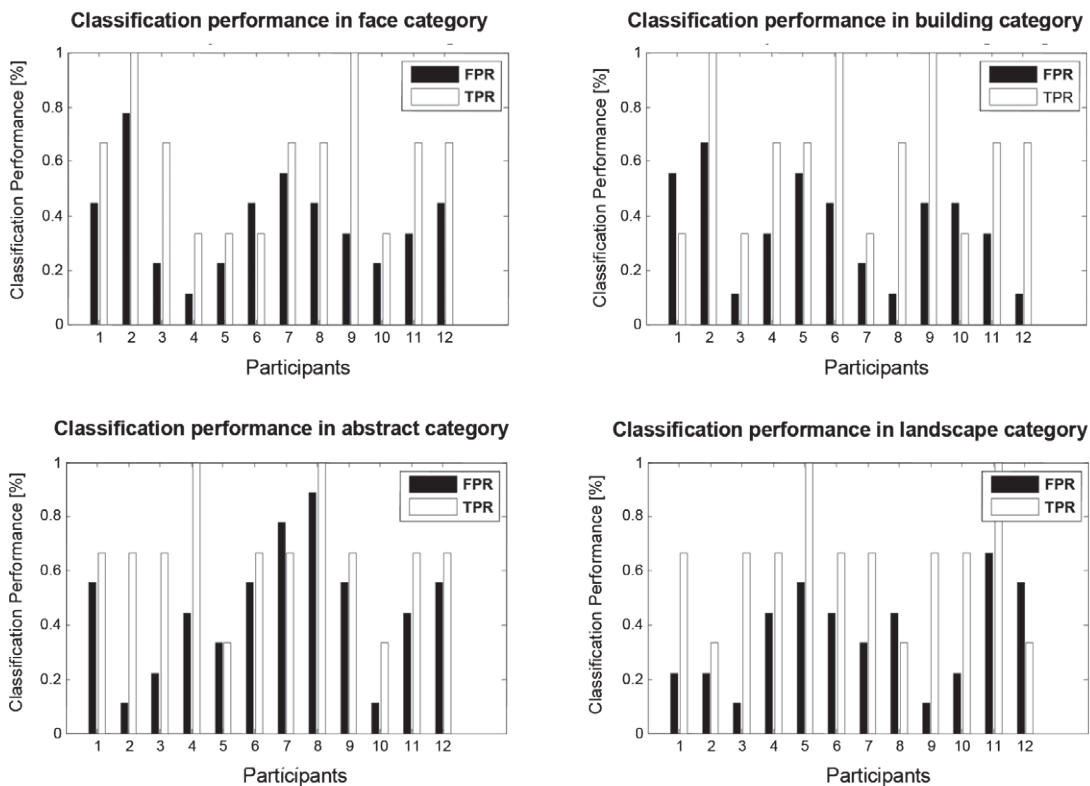 Classification performance in face category
Classification Performance [%]
1
0.8
0.6
0.4
0.2
0
FPR
TPR
1 2 3 4 5 6 7 8 9 10 11 12
Participants
Classification performance in building category
Classification Performance [%]
1
0.8
0.6
0.4
0.2
0
FPR
TPR
1 2 3 4 5 6 7 8 9 10 11 12
Participants
Classification performance in abstract category
Classification Performance [%]
1
0.8
0.6
0.4
0.2
0
FPR
TPR
1 2 3 4 5 6 7 8 9 10 11 12
Participants
Classification performance in landscape category
Classification Performance [%]
1
0.8
0.6
0.4
0.2
0
FPR
TPR
1 2 3 4 5 6 7 8 9 10 11 12
Participants